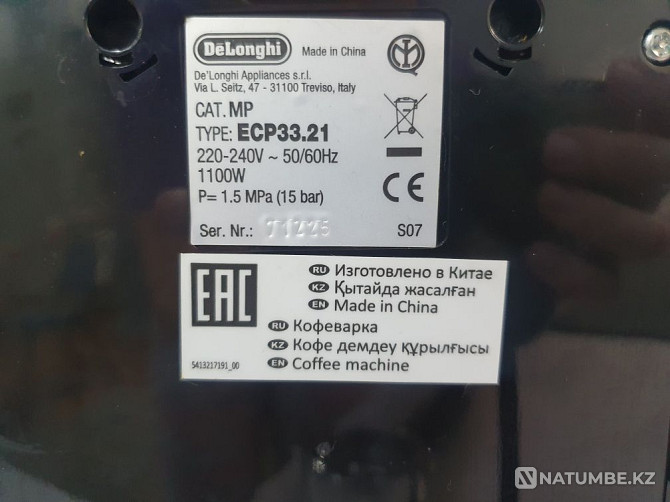 DeLonghi
Made in China
De'Longhi Appliances s.r.l.
Via L. Seitz, 47 - 31100 Treviso, Italy
CAT. MP
TYPE: ECP33.21
220-240V ~ 50/60Hz
1100W
P= 1.5 MPa (15 bar)
Ser. Nr.: T1225
S07
CE
EAC
RU Изготовлено в Китае
KZ Қытайда жасалған
EN Made in China
RU Кофеварка
KZ Кофе демдеу құрылғысы
EN Coffee machine
5413217191_00
NATUMBE.KZ